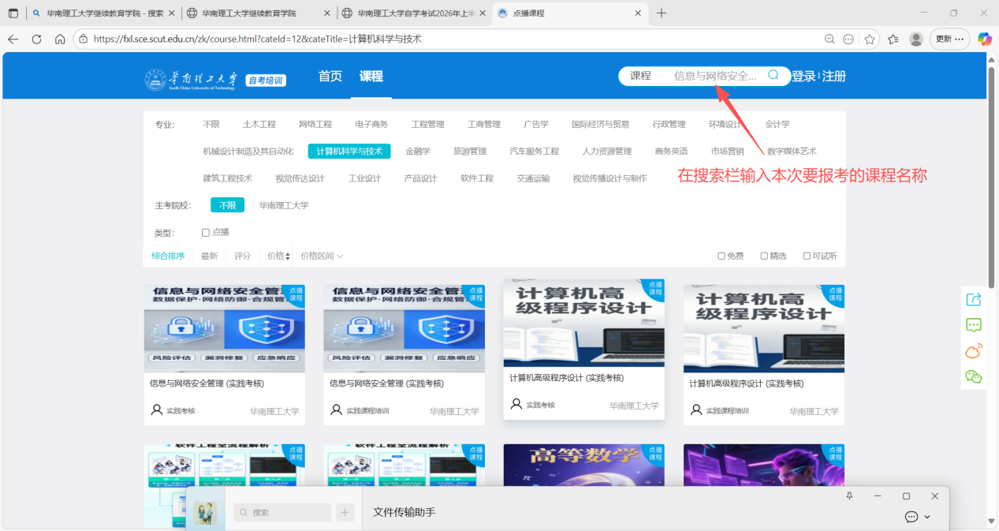 华南理工大学继续教育学院 - 搜索
华南理工大学继续教育学院
华南理工大学自学考试2026年上半
点播课程
https://fxl.sce.scut.edu.cn/zk/course.html?cateId=12&cateTitle=计算机科学与技术
更新
华南理工大学
South China University of Technology
自考培训
首页
课程
课程
信息与网络安全...
登录
注册
专业:
不限 土木工程 网络工程 电子商务 工程管理 工商管理 广告学 国际经济与贸易 行政管理 环境设计 会计学
机械设计制造及其自动化 计算机科学与技术 金融学 旅游管理 汽车服务工程 人力资源管理 商务英语 市场营销 数字媒体艺术
建筑工程技术 视觉传达设计 工业设计 产品设计 软件工程 交通运输 视觉传播设计与制作
在搜索栏输入本次要报考的课程名称
主考院校:
不限 华南理工大学
类型:
点播
综合排序 最新 评分 价格 价格区间
免费 精选 可试听
信息与网络安全管
数据保护·网络防御·合规管
点播
课程
风险评估 漏洞修复 应急响应
信息与网络安全管理 (实践考核)
实践考核
华南理工大学
信息与网络安全管
数据保护·网络防御·合规管
点播
课程
风险评估 漏洞修复 应急响应
信息与网络安全管理 (实践考核)
实践课程培训
华南理工大学
计算机高
级程序设计
点播
课程
计算机高级程序设计 (实践考核)
实践考核
华南理工大学
计算机高
级程序设计
点播
课程
计算机高级程序设计 (实践考核)
实践课程培训
华南理工大学
软件工程全流程解析
点播
课程
第一步 第二步 第三步
软件工程全流程解析
点播
课程
第一步 第二步 第三步
高等数学
点播
课程
点播
课程
搜索
文件传输助手